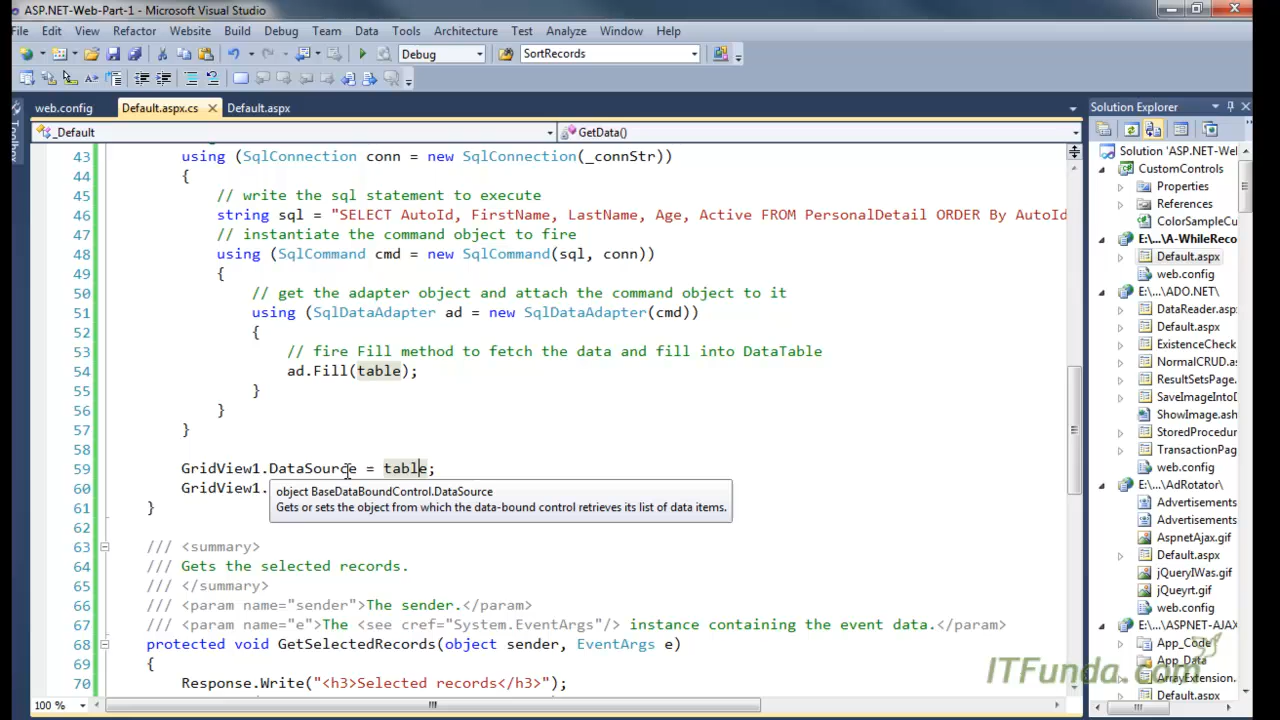 ASP.NET-Web-Part-1 - Microsoft Visual Studio
File Edit View Refactor Website Build Debug Team Data Tools Architecture Test Analyze Window Help
Debug SortRecords
web.config Default.aspx.cs Default.aspx
_Default GetData()
43 using (SqlConnection conn = new SqlConnection(_connStr))
44 {
45 // write the sql statement to execute
46 string sql = "SELECT AutoId, FirstName, LastName, Age, Active FROM PersonalDetail ORDER By AutoId
47 // instantiate the command object to fire
48 using (SqlCommand cmd = new SqlCommand(sql, conn))
49 {
50 // get the adapter object and attach the command object to it
51 using (SqlDataAdapter ad = new SqlDataAdapter(cmd))
52 {
53 // fire Fill method to fetch the data and fill into DataTable
54 ad.Fill(table);
55 }
56 }
57 }
58
59 GridView1.DataSource = table;
60 GridView1.
object BaseDataBoundControl.DataSource
Gets or sets the object from which the data-bound control retrieves its list of data items.
61 }
62
63 /// <summary>
64 /// Gets the selected records.
65 /// </summary>
66 /// <param name="sender">The sender.</param>
67 /// <param name="e">The <see cref="System.EventArgs"/> instance containing the event data.</param>
68 protected void GetSelectedRecords(object sender, EventArgs e)
69 {
70 Response.Write("<h3>Selected records</h3>");
100 %
Toolbox
Solution Explorer
Solution 'ASP.NET-We
CustomControls
Properties
References
ColorSampleCu
E:\...\A-WhileReco
Default.aspx
web.config
E:\...\ADO.NET\
DataReader.asp
Default.aspx
ExistenceCheck
NormalCRUD.a
ResultSetsPage.
SaveImageIntoD
ShowImage.ash
StoredProcedur
TransactionPag
E:\...\AdRotator\
Advertisements
Advertisements
AspnetAjax.gif
Default.aspx
jQueryIWas.gif
jQueyrt.gif
web.config
E:\...\ASP.NET-AJAX
App_Code
App_Data
ArrayExtension.
Default.aspx
ITFunda.com